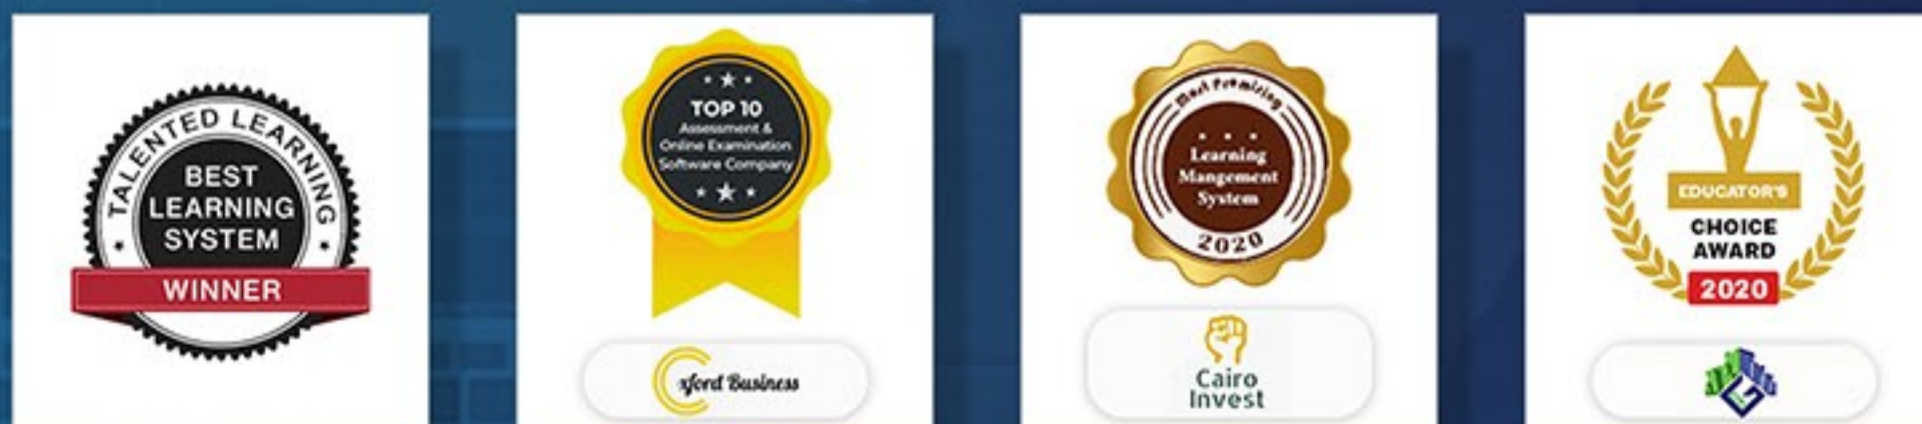 TALENTED LEARNING
BEST
LEARNING
SYSTEM
WINNER
TOP 10
Assessment &
Online Examination
Software Company
xford Business
Most Promising
Learning
Mangement
System
2020
Cairo
Invest
EDUCATOR'S
CHOICE
AWARD
2020